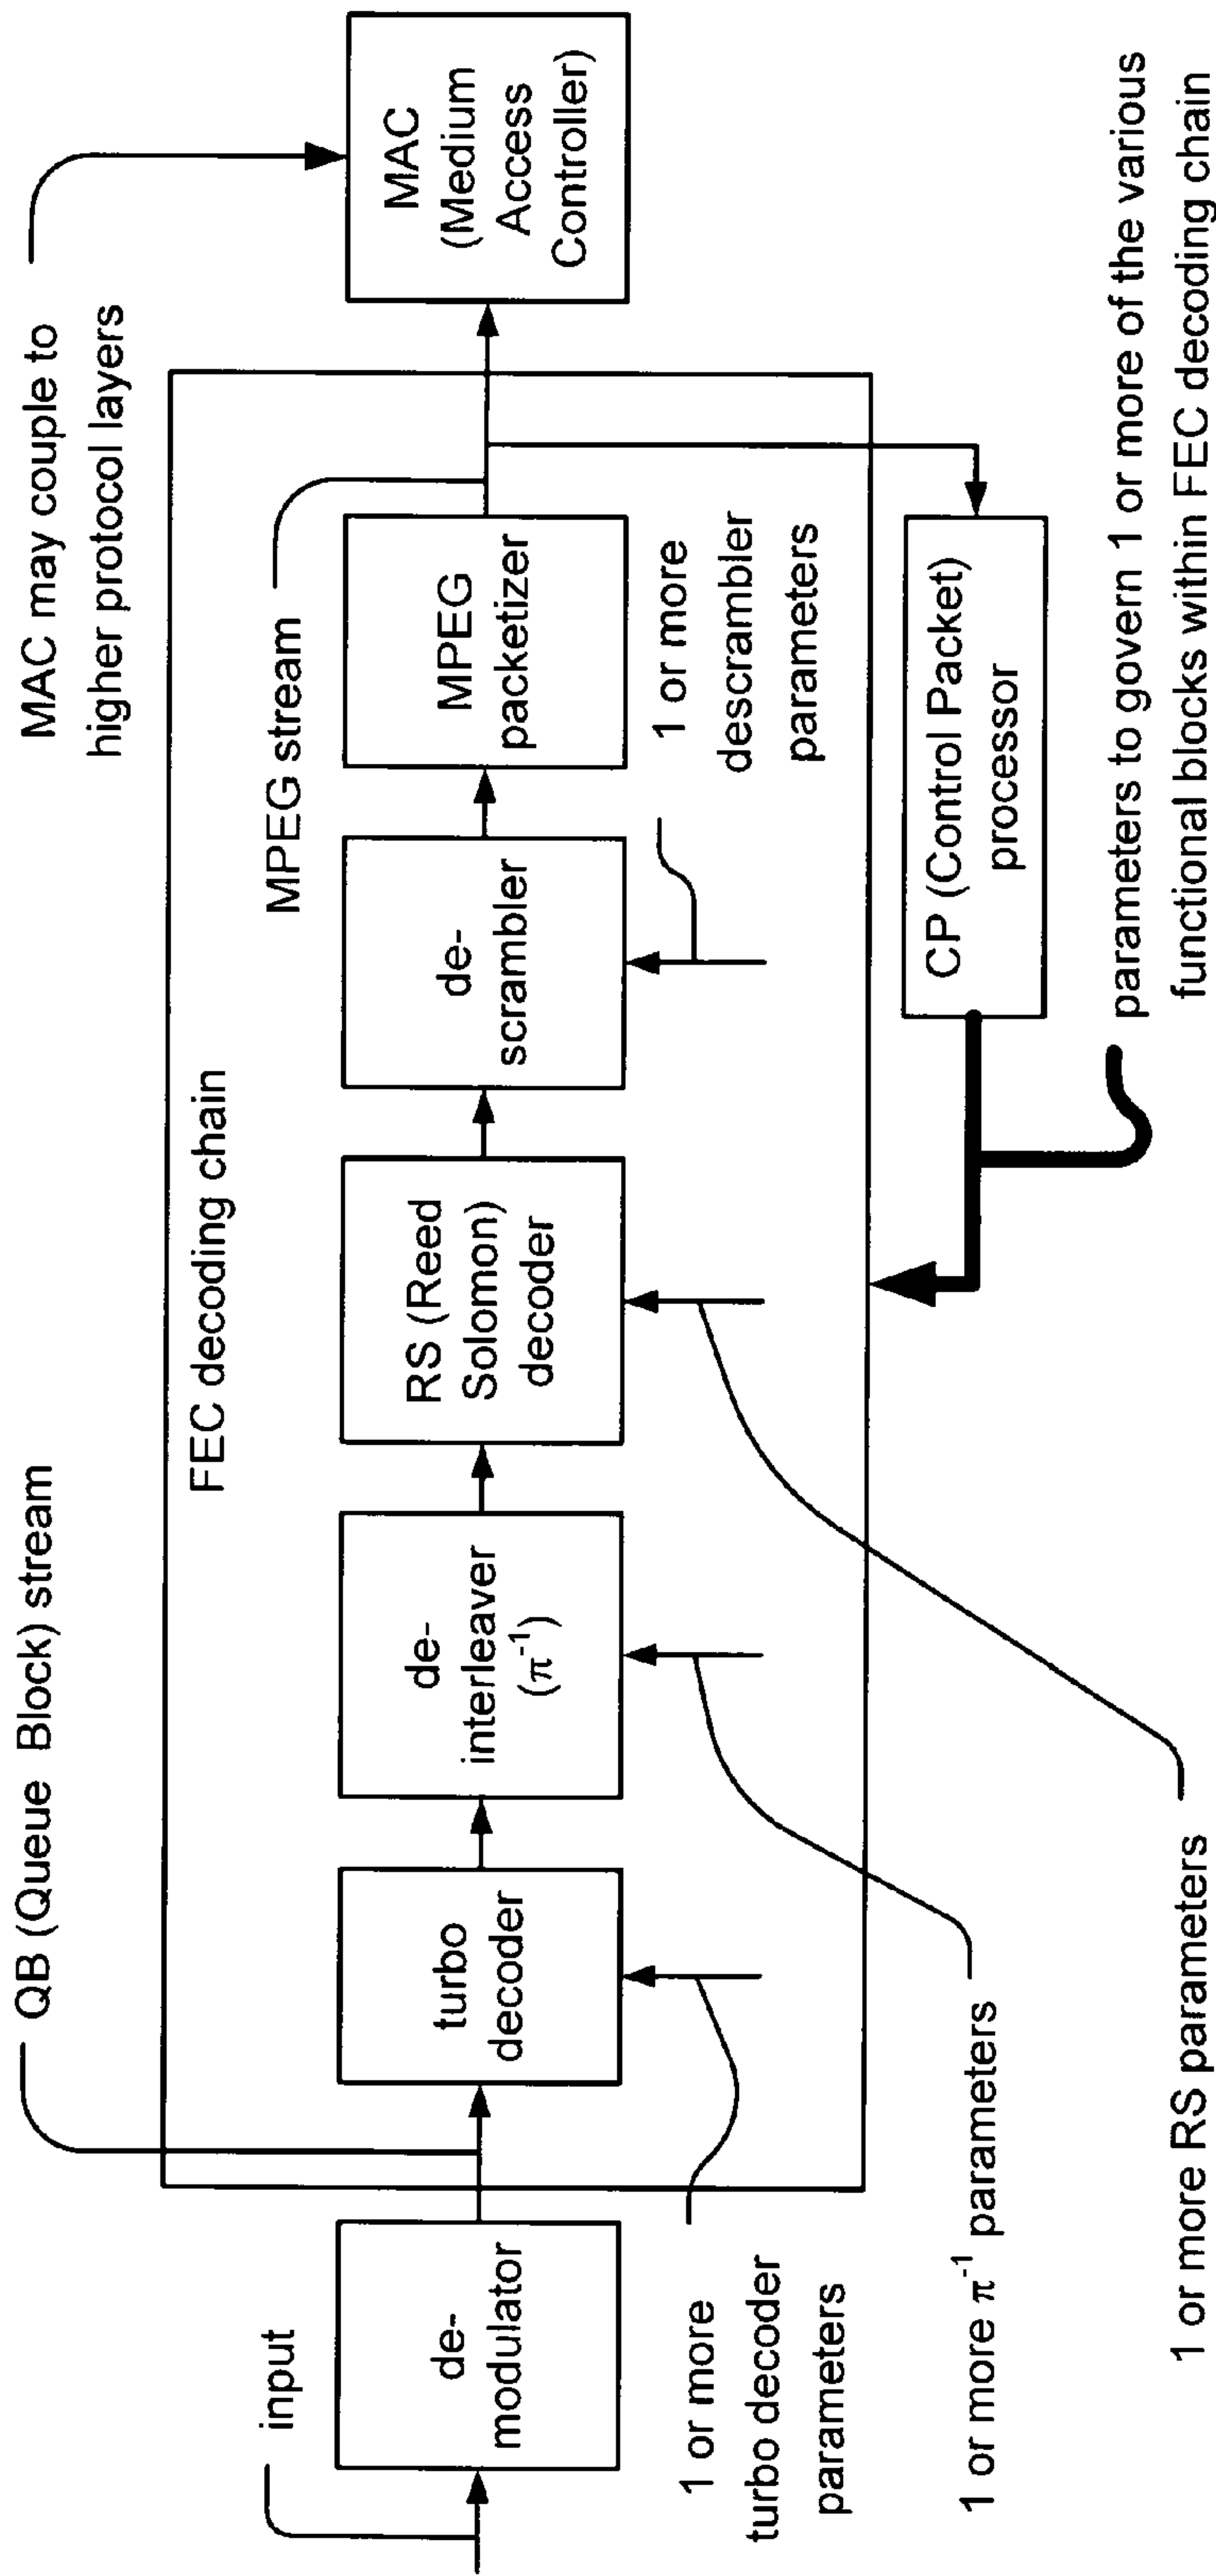 input
QB (Queue Block) stream
MAC may couple to
higher protocol layers
FEC decoding chain
MPEG stream
de-
modulator
turbo
decoder
de-
interleaver
(π⁻¹)
RS (Reed
Solomon)
decoder
de-
scrambler
MPEG
packetizer
MAC
(Medium
Access
Controller)
1 or more
turbo decoder
parameters
1 or more π⁻¹ parameters
1 or more RS parameters
1 or more
descrambler
parameters
CP (Control Packet)
processor
parameters to govern 1 or more of the various
functional blocks within FEC decoding chain